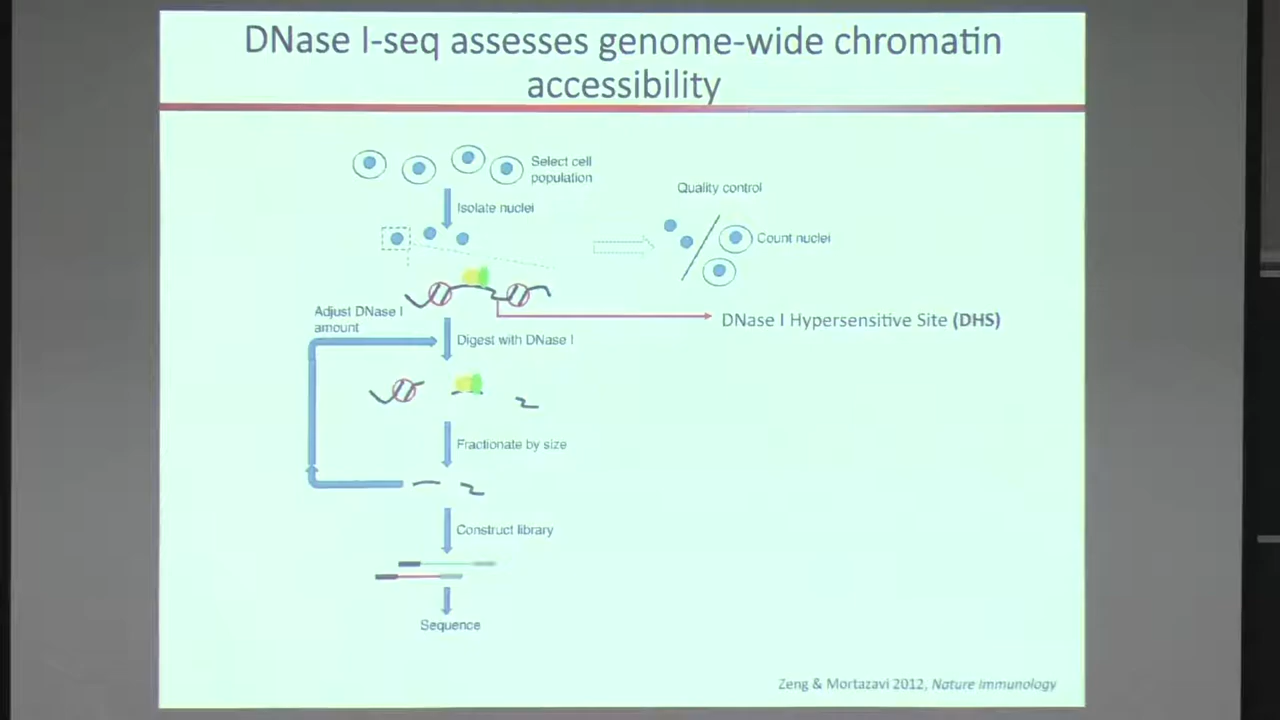 DNase I-seq assesses genome-wide chromatin
accessibility
Select cell
population
Isolate nuclei
Quality control
Count nuclei
DNase I Hypersensitive Site (DHS)
Adjust DNase I
amount
Digest with DNase I
Fractionate by size
Construct library
Sequence
Zeng & Mortazavi 2012, Nature Immunology